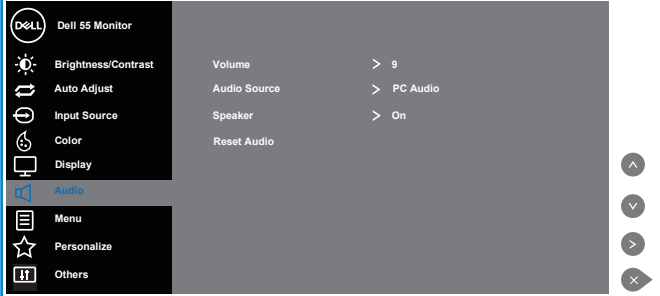 DELL Dell 55 Monitor
Brightness/Contrast Volume > 9
Auto Adjust Audio Source > PC Audio
Input Source Speaker > On
Color Reset Audio
Display
Audio
Menu
Personalize
Others